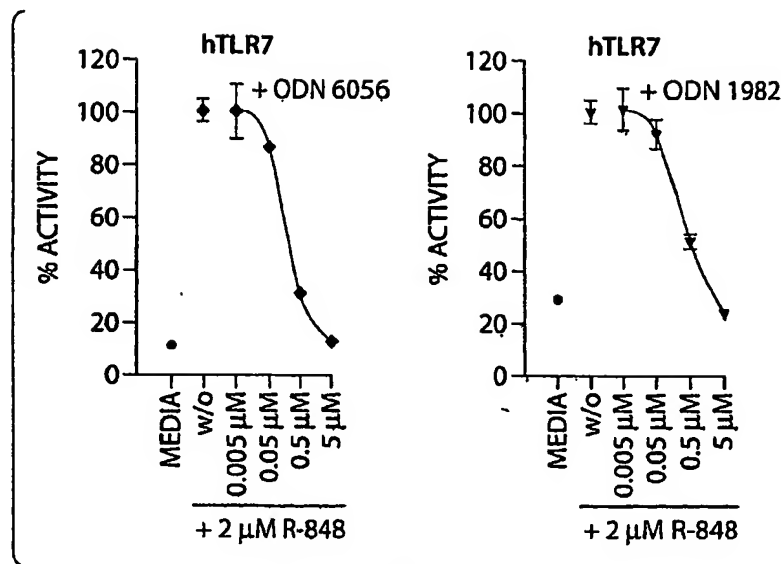 hTLR7
120
100
80
60
40
20
0
% ACTIVITY
+ ODN 6056
MEDIA
w/o
0.005 µM
0.05 µM
0.5 µM
5 µM
+ 2 µM R-848
hTLR7
120
100
80
60
40
20
0
% ACTIVITY
+ ODN 1982
MEDIA
w/o
0.005 µM
0.05 µM
0.5 µM
5 µM
+ 2 µM R-848